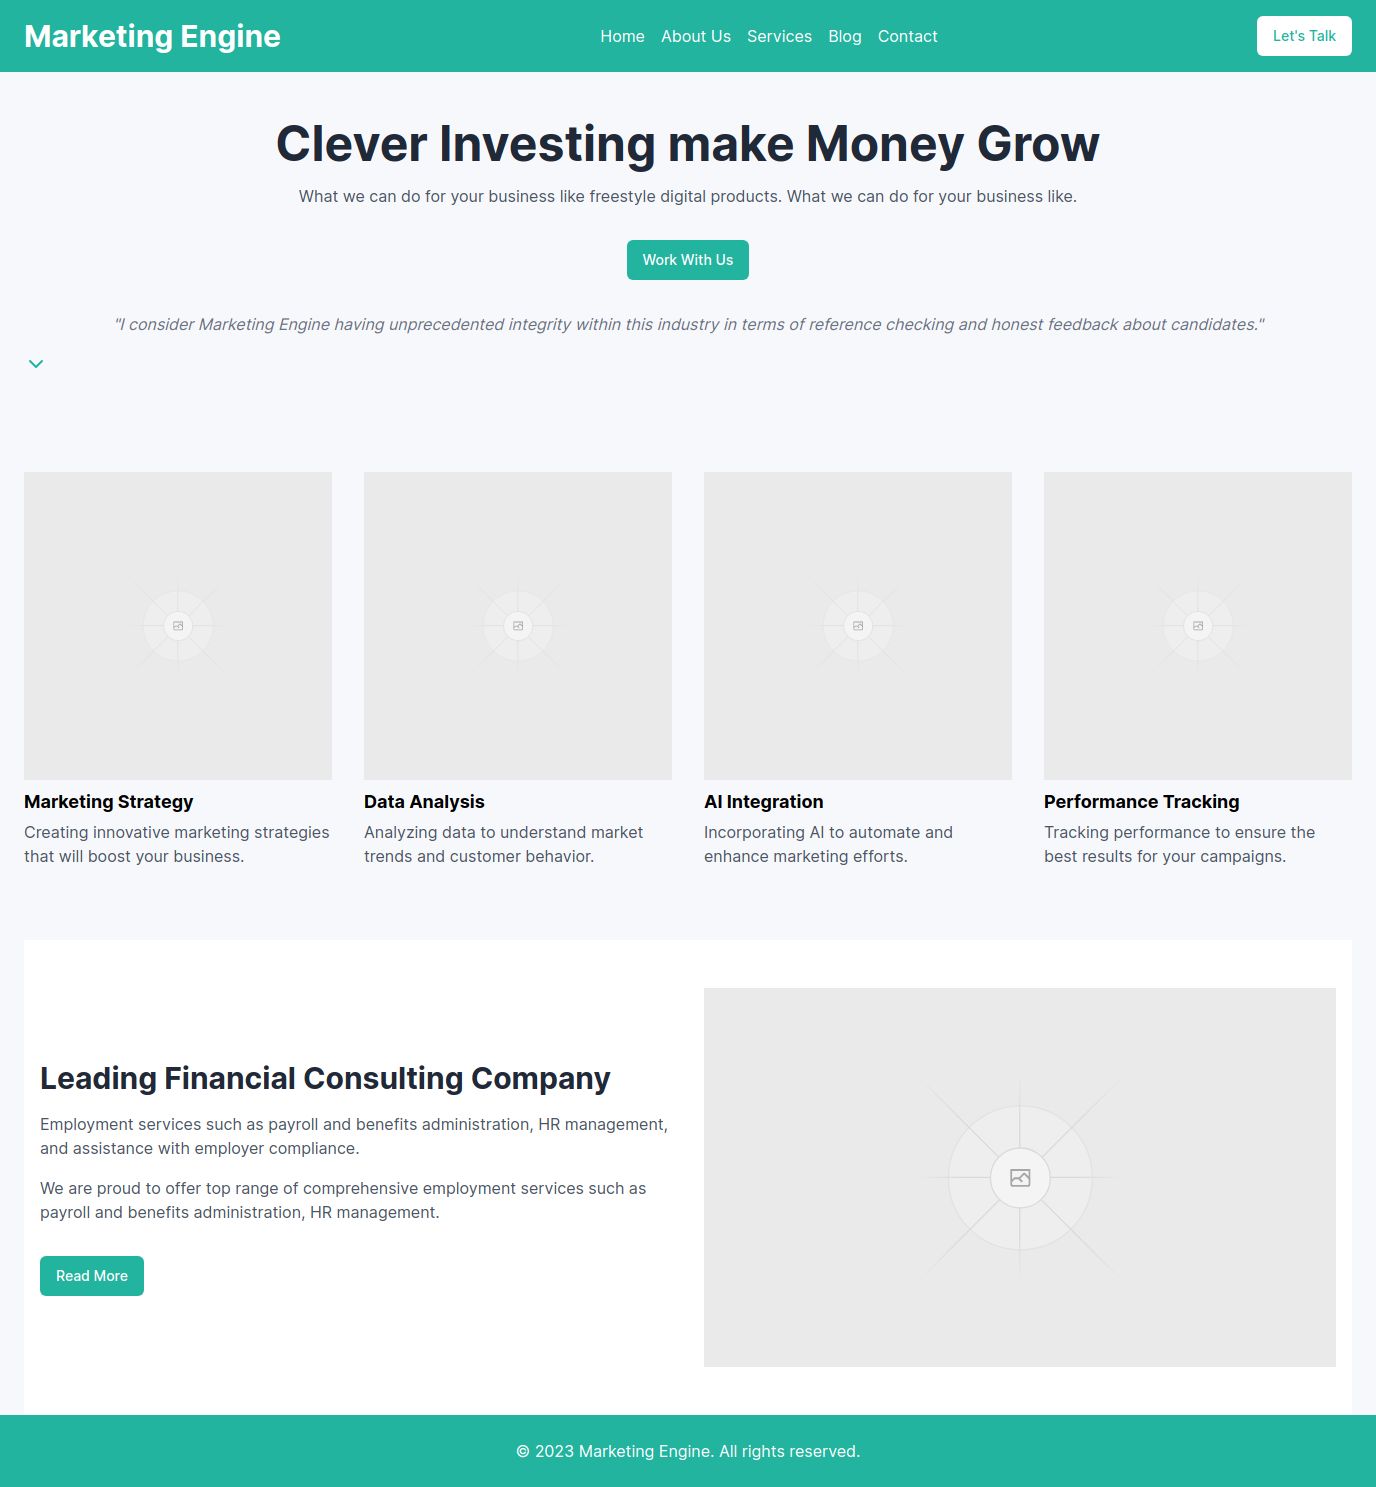 Marketing Engine
Home About Us Services Blog Contact
Let's Talk
Clever Investing make Money Grow
What we can do for your business like freestyle digital products. What we can do for your business like.
Work With Us
"I consider Marketing Engine having unprecedented integrity within this industry in terms of reference checking and honest feedback about candidates."
Marketing Strategy
Creating innovative marketing strategies
that will boost your business.
Data Analysis
Analyzing data to understand market
trends and customer behavior.
AI Integration
Incorporating AI to automate and
enhance marketing efforts.
Performance Tracking
Tracking performance to ensure the
best results for your campaigns.
Leading Financial Consulting Company
Employment services such as payroll and benefits administration, HR management,
and assistance with employer compliance.
We are proud to offer top range of comprehensive employment services such as
payroll and benefits administration, HR management.
Read More
© 2023 Marketing Engine. All rights reserved.